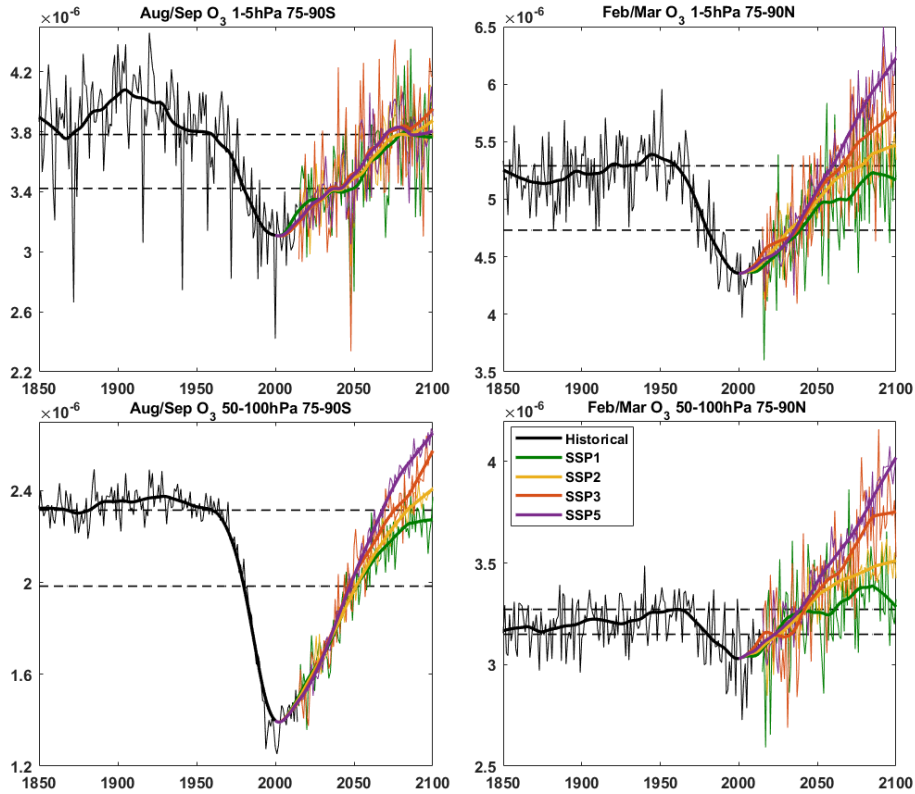 ×10⁻⁶ Aug/Sep O₃ 1-5hPa 75-90S
4.2
3.8
3.4
3
2.6
2.2
1850 1900 1950 2000 2050 2100
×10⁻⁶ Feb/Mar O₃ 1-5hPa 75-90N
6.5
6
5.5
5
4.5
4
3.5
1850 1900 1950 2000 2050 2100
×10⁻⁶ Aug/Sep O₃ 50-100hPa 75-90S
2.4
2
1.6
1.2
1850 1900 1950 2000 2050 2100
×10⁻⁶ Feb/Mar O₃ 50-100hPa 75-90N
Historical
SSP1
SSP2
SSP3
SSP5
4
3.5
3
2.5
1850 1900 1950 2000 2050 2100